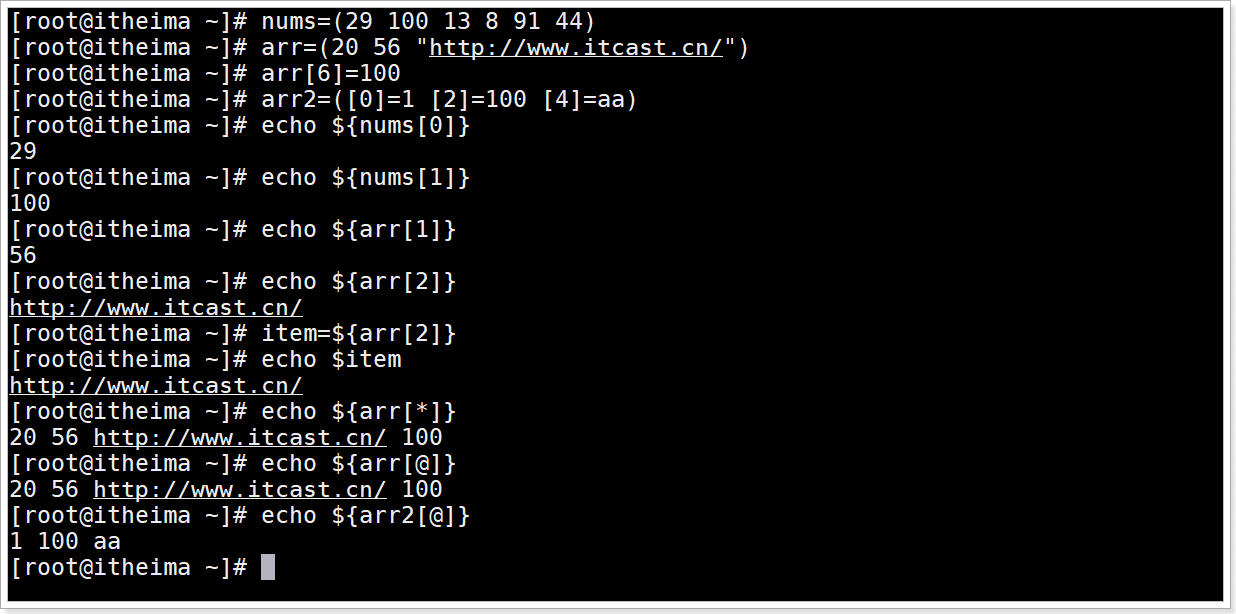 [root@itheima ~]# nums=(29 100 13 8 91 44)
[root@itheima ~]# arr=(20 56 "http://www.itcast.cn/")
[root@itheima ~]# arr[6]=100
[root@itheima ~]# arr2=([0]=1 [2]=100 [4]=aa)
[root@itheima ~]# echo ${nums[0]}
29
[root@itheima ~]# echo ${nums[1]}
100
[root@itheima ~]# echo ${arr[1]}
56
[root@itheima ~]# echo ${arr[2]}
http://www.itcast.cn/
[root@itheima ~]# item=${arr[2]}
[root@itheima ~]# echo $item
http://www.itcast.cn/
[root@itheima ~]# echo ${arr[*]}
20 56 http://www.itcast.cn/ 100
[root@itheima ~]# echo ${arr[@]}
20 56 http://www.itcast.cn/ 100
[root@itheima ~]# echo ${arr2[@]}
1 100 aa
[root@itheima ~]#